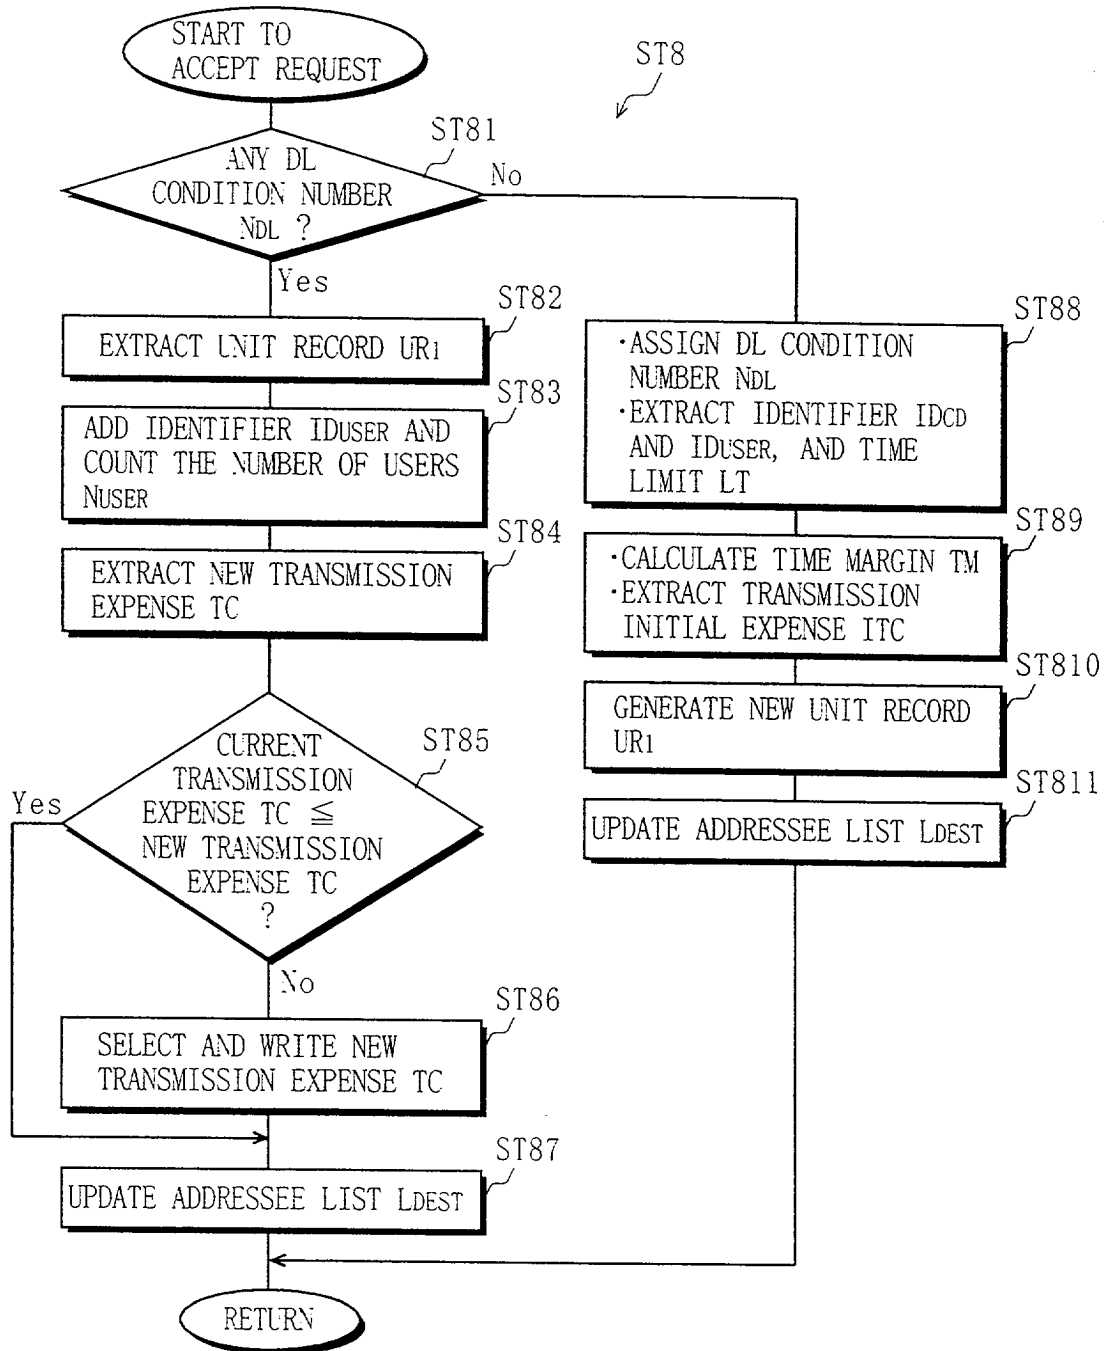 START TO
ACCEPT REQUEST
ST8
ST81
ANY DL
CONDITION NUMBER
NDL ?
No
Yes
ST82
EXTRACT UNIT RECORD UR1
ST83
ADD IDENTIFIER IDUSER AND
COUNT THE NUMBER OF USERS
NUSER
ST84
EXTRACT NEW TRANSMISSION
EXPENSE TC
ST85
CURRENT
TRANSMISSION
EXPENSE TC ≦
NEW TRANSMISSION
EXPENSE TC
?
Yes
No
ST86
SELECT AND WRITE NEW
TRANSMISSION EXPENSE TC
ST87
UPDATE ADDRESSEE LIST LDEST
ST88
·ASSIGN DL CONDITION
NUMBER NDL
·EXTRACT IDENTIFIER IDCD
AND IDUSER, AND TIME
LIMIT LT
ST89
·CALCULATE TIME MARGIN TM
·EXTRACT TRANSMISSION
INITIAL EXPENSE ITC
ST810
GENERATE NEW UNIT RECORD
UR1
ST811
UPDATE ADDRESSEE LIST LDEST
RETURN